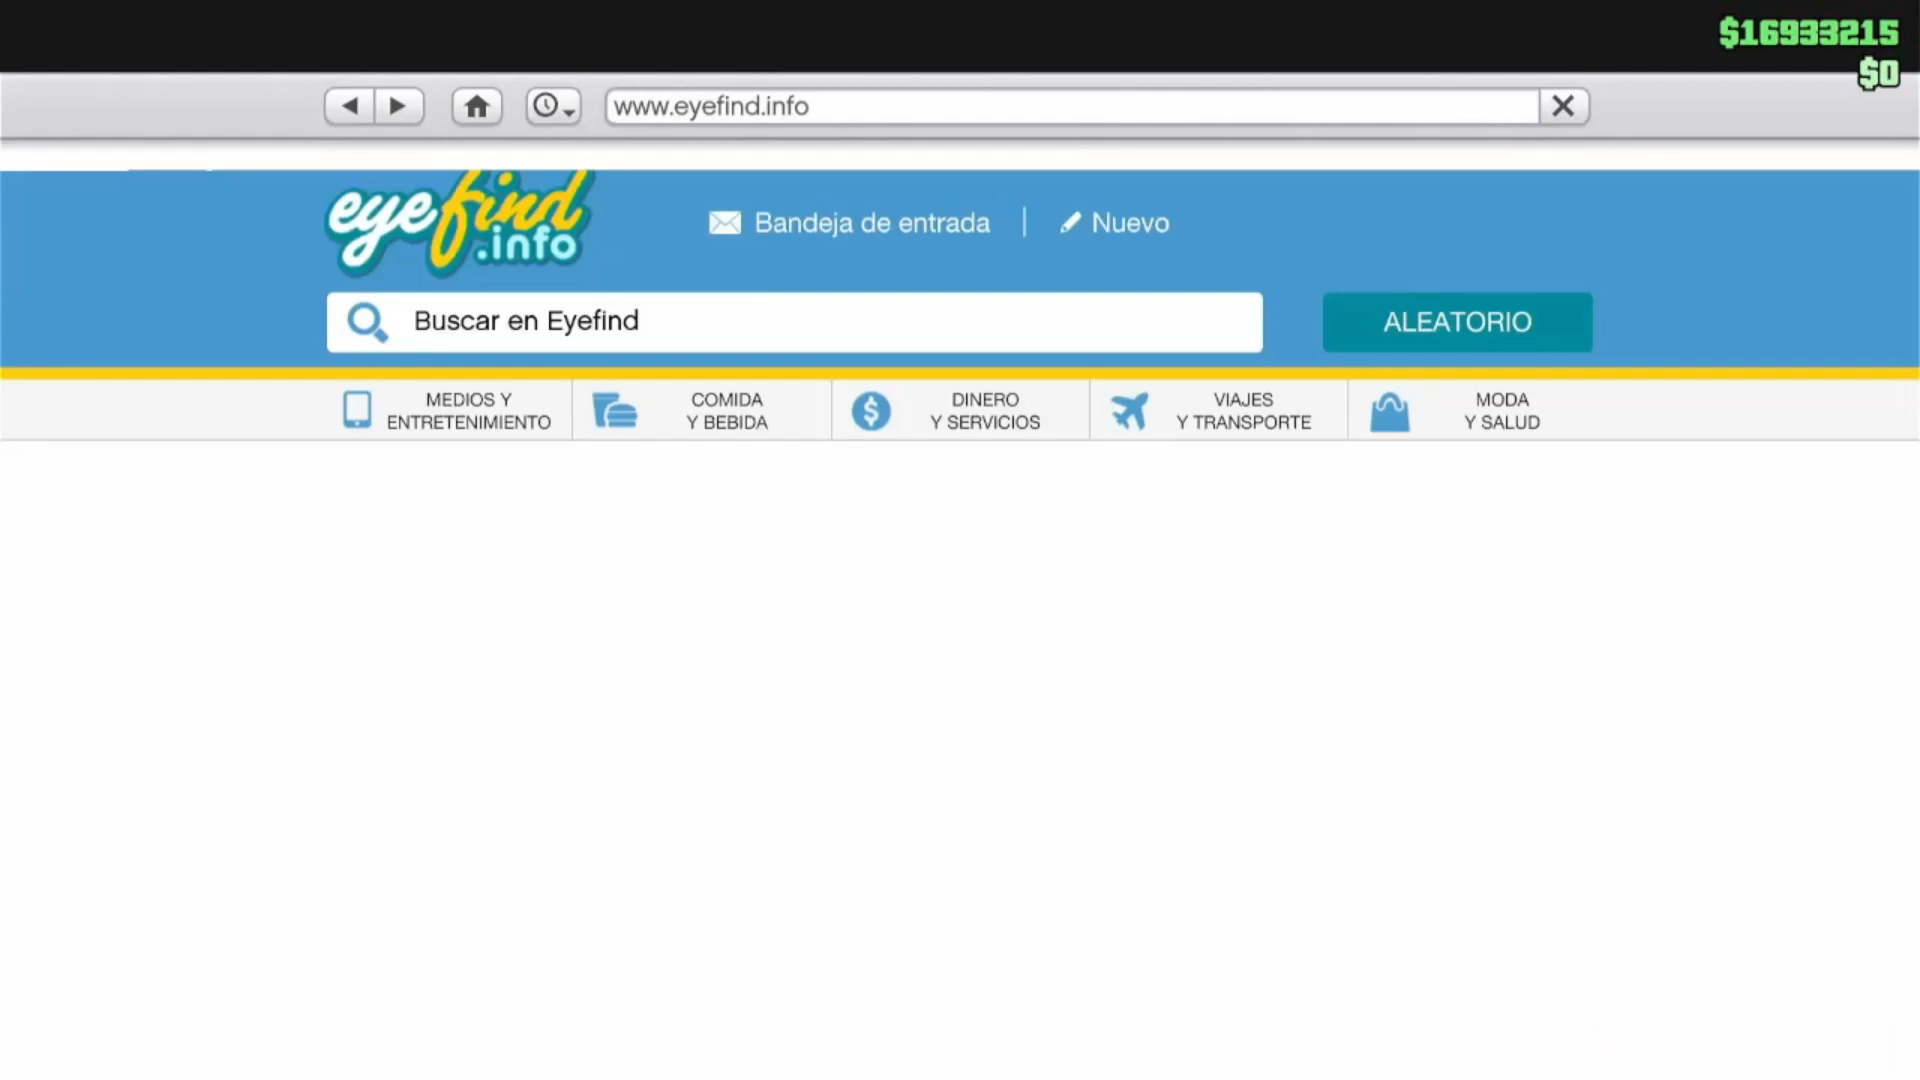 $16933215
$0
www.eyefind.info
eyefind
.info
Bandeja de entrada
Nuevo
Buscar en Eyefind
ALEATORIO
MEDIOS Y
ENTRETENIMIENTO
COMIDA
Y BEBIDA
DINERO
Y SERVICIOS
VIAJES
Y TRANSPORTE
MODA
Y SALUD